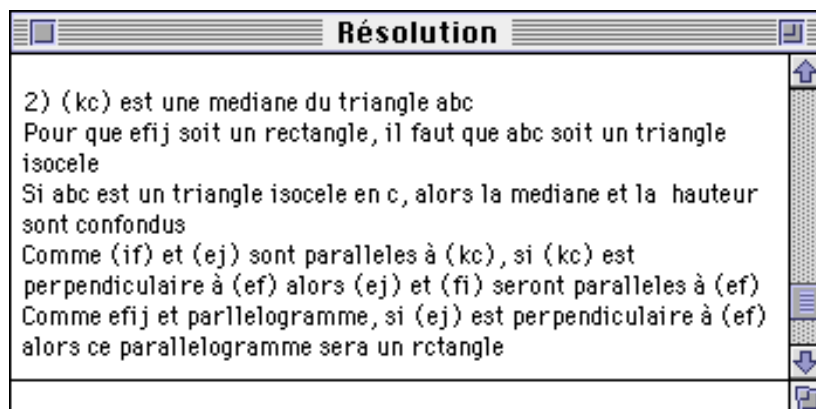 Résolution
2) (kc) est une mediane du triangle abc
Pour que efij soit un rectangle, il faut que abc soit un triangle
isocele
Si abc est un triangle isocele en c, alors la mediane et la hauteur
sont confondus
Comme (if) et (ej) sont paralleles à (kc), si (kc) est
perpendiculaire à (ef) alors (ej) et (fi) seront paralleles à (ef)
Comme efij et parllelogramme, si (ej) est perpendiculaire à (ef)
alors ce parallelogramme sera un rctangle